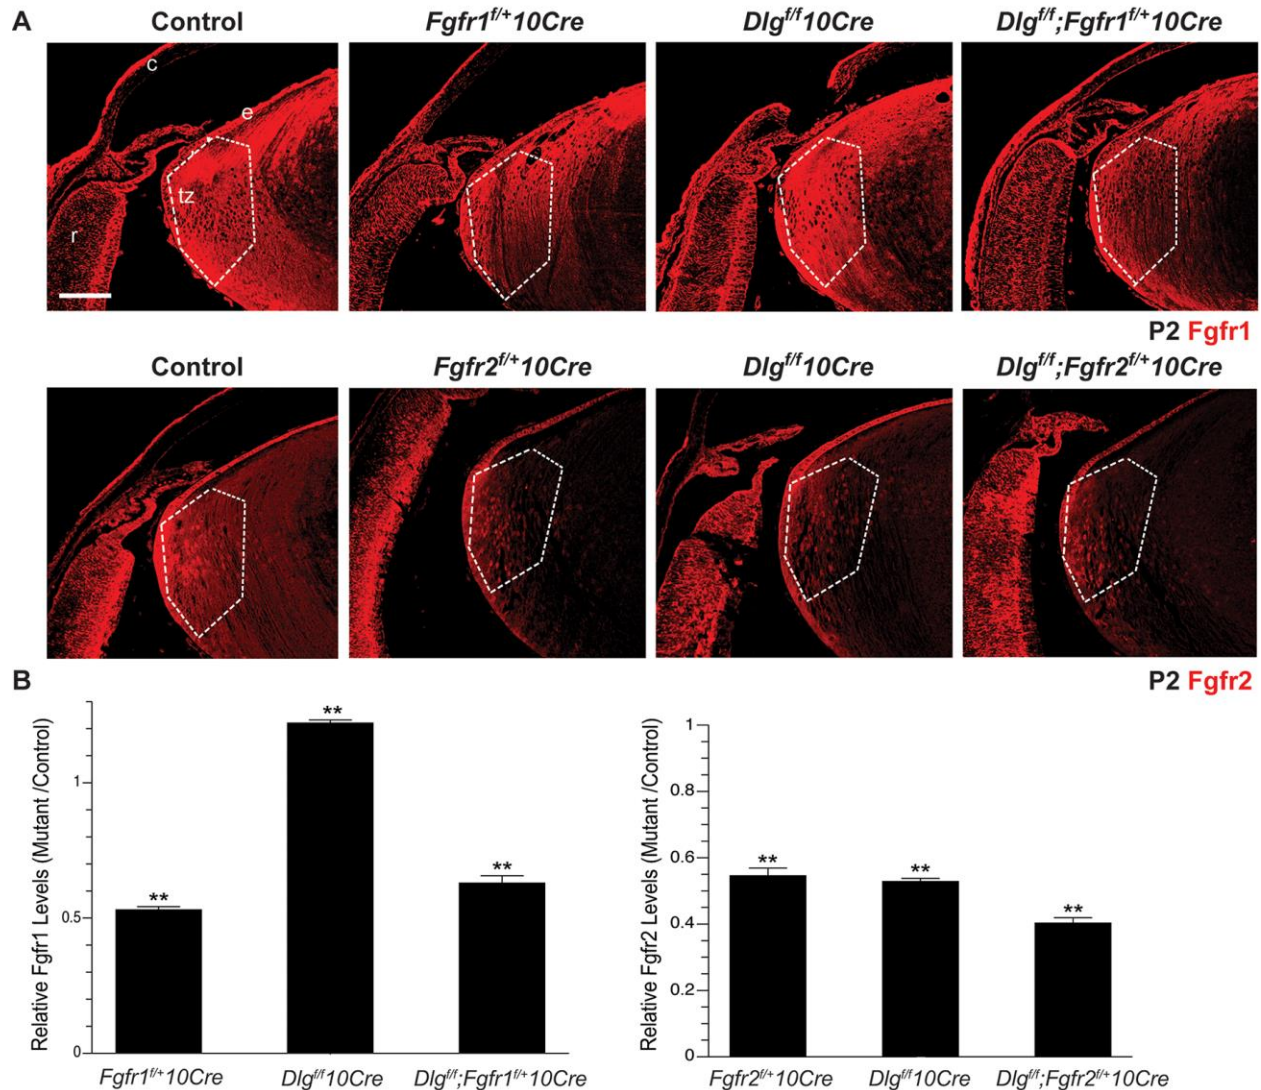 A
Control Fgfr1f/+10Cre Dlgf/f10Cre Dlgf/f;Fgfr1f/+10Cre
c
e
tz
r
P2 Fgfr1
Control Fgfr2f/+10Cre Dlgf/f10Cre Dlgf/f;Fgfr2f/+10Cre
P2 Fgfr2
B
Relative Fgfr1 Levels (Mutant /Control)
1
0.5
0
** ** **
Fgfr1f/+10Cre Dlgf/f10Cre Dlgf/f;Fgfr1f/+10Cre
Relative Fgfr2 Levels (Mutant /Control)
1
0.8
0.6
0.4
0.2
0
** ** **
Fgfr2f/+10Cre Dlgf/f10Cre Dlgf/f;Fgfr2f/+10Cre